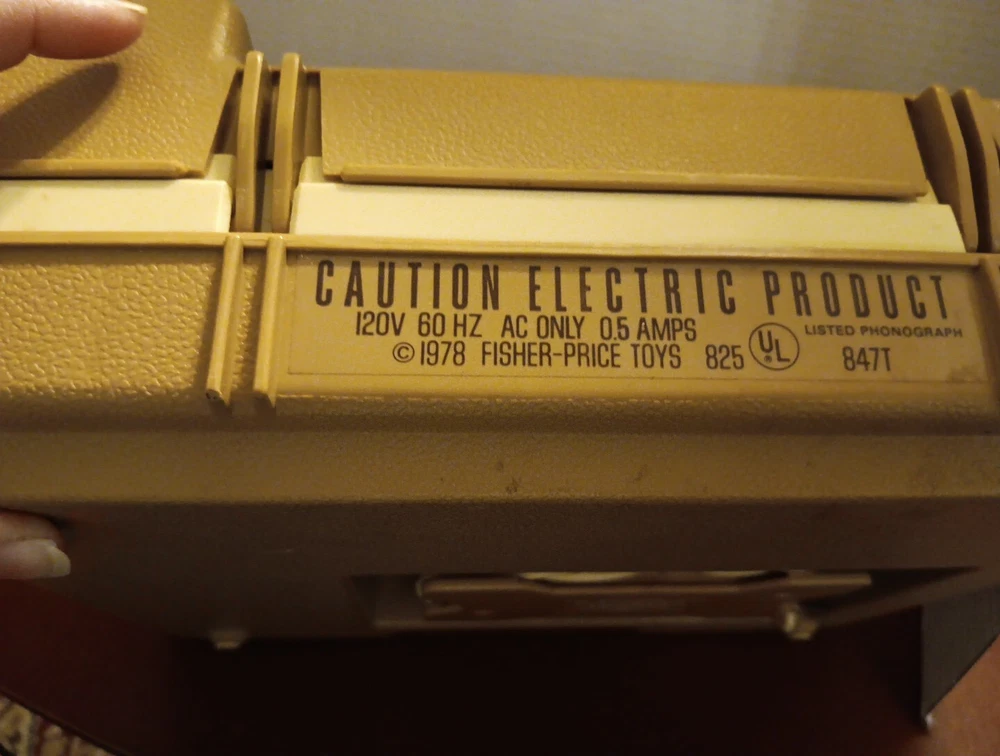 CAUTION ELECTRIC PRODUCT
120V 60 HZ AC ONLY 0.5 AMPS
© 1978 FISHER-PRICE TOYS 825
UL ®
LISTED PHONOGRAPH
847T